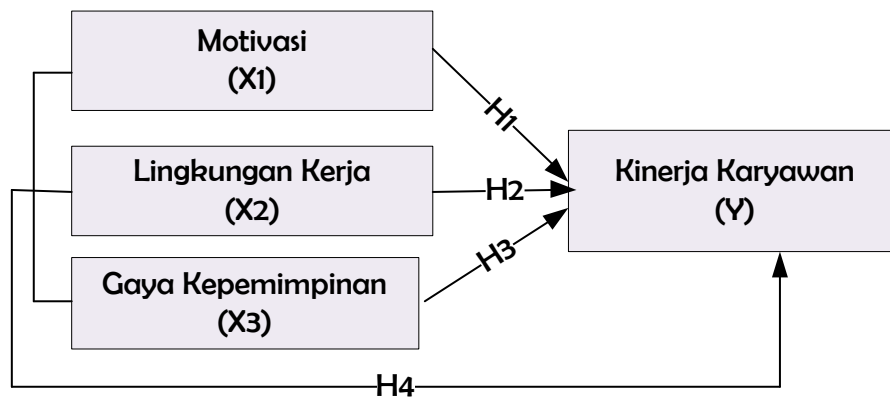 Motivasi
(X1)
H1
Lingkungan Kerja
(X2)
H2
Kinerja Karyawan
(Y)
H3
Gaya Kepemimpinan
(X3)
H4